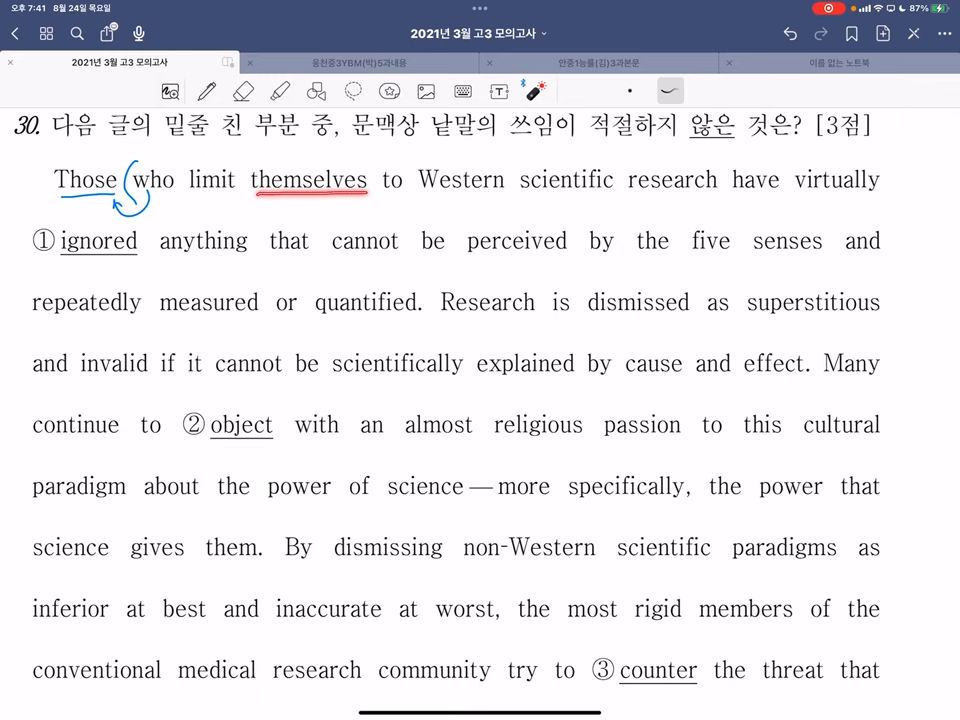 오후 7:41 8월 24일 목요일
87%
2021년 3월 고3 모의고사
2021년 3월 고3 모의고사
웅천중3YBM(박)5과내용
안중1능률(김)3과본문
이름 없는 노트북
30. 다음 글의 밑줄 친 부분 중, 문맥상 낱말의 쓰임이 적절하지 않은 것은? [3점]
Those who limit themselves to Western scientific research have virtually
① ignored anything that cannot be perceived by the five senses and
repeatedly measured or quantified. Research is dismissed as superstitious
and invalid if it cannot be scientifically explained by cause and effect. Many
continue to ② object with an almost religious passion to this cultural
paradigm about the power of science — more specifically, the power that
science gives them. By dismissing non-Western scientific paradigms as
inferior at best and inaccurate at worst, the most rigid members of the
conventional medical research community try to ③ counter the threat that